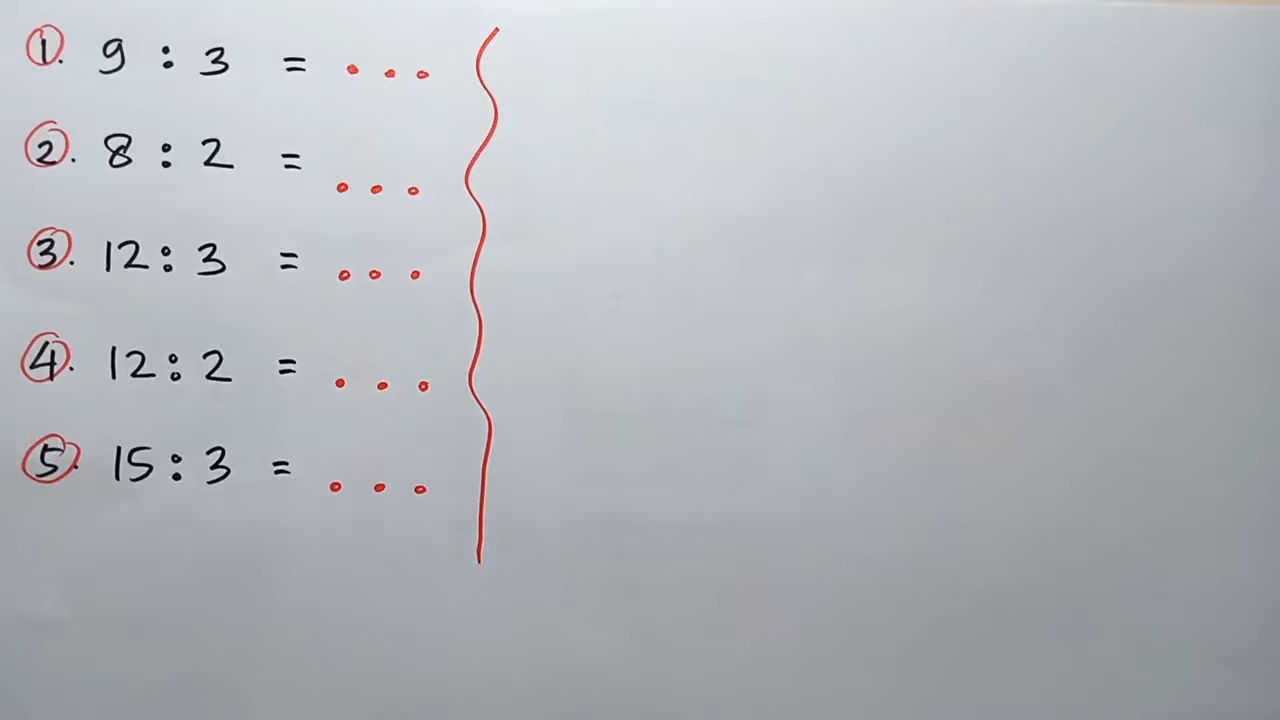 1. 9 : 3 = ...
2. 8 : 2 = ...
3. 12 : 3 = ...
4. 12 : 2 = ...
5. 15 : 3 = ...